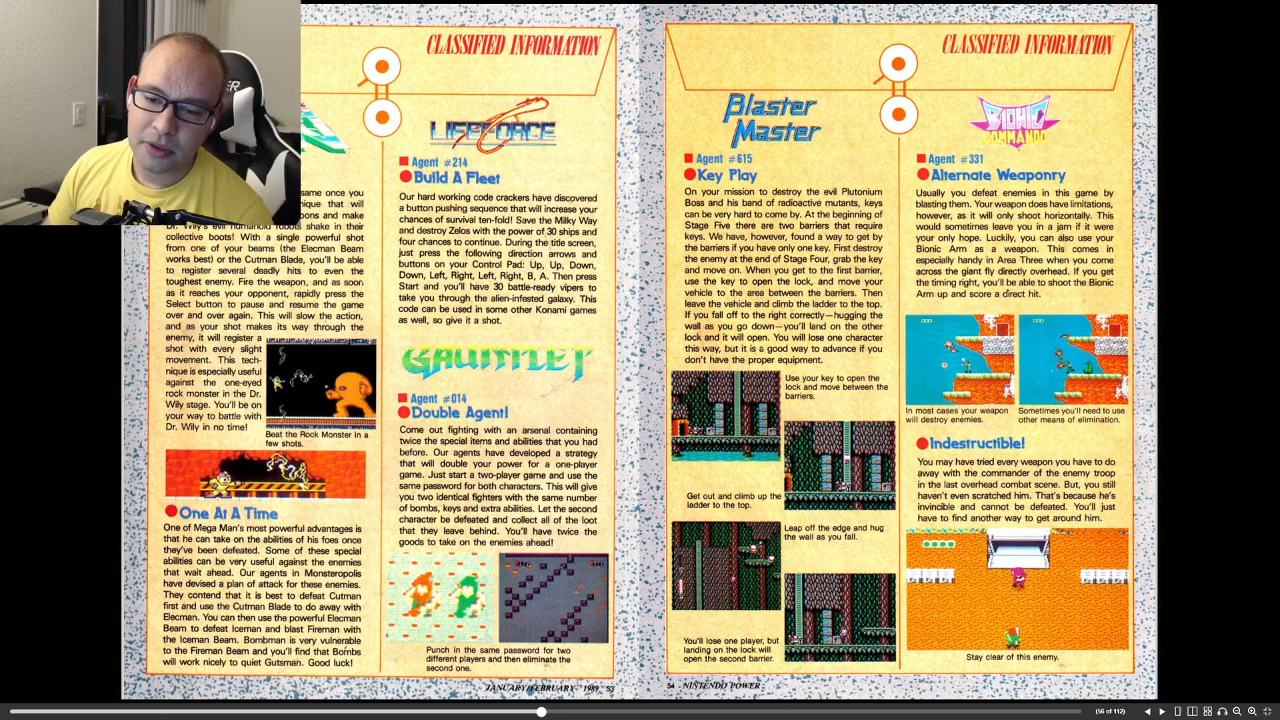 CLASSIFIED INFORMATION
same once you
nique that will
pons and make
Dr. Wily's evil humanoid robots shake in their
collective boots! With a single powerful shot
from one of your beams (the Elecman Beam
works best) or the Cutman Blade, you'll be able
to register several deadly hits to even the
toughest enemy. Fire the weapon, and as soon
as it reaches your opponent, rapidly press the
Select button to pause and resume the game
over and over again. This will slow the action,
and as your shot makes its way through the
enemy, it will register a
shot with every slight
movement. This tech-
nique is especially useful
against the one-eyed
rock monster in the Dr.
Wily stage. You'll be on
your way to battle with
Dr. Wily in no time!
Beat the Rock Monster in a
few shots.
One At A Time
One of Mega Man's most powerful advantages is
that he can take on the abilities of his foes once
they've been defeated. Some of these special
abilities can be very useful against the enemies
that wait ahead. Our agents in Monsteropolis
have devised a plan of attack for these enemies.
They contend that it is best to defeat Cutman
first and use the Cutman Blade to do away with
Elecman. You can then use the powerful Elecman
Beam to defeat Iceman and blast Fireman with
the Iceman Beam. Bombman is very vulnerable
to the Fireman Beam and you'll find that Bombs
will work nicely to quiet Gutsman. Good luck!
LIFEFORCE
Agent #214
Build A Fleet
Our hard working code crackers have discovered
a button pushing sequence that will increase your
chances of survival ten-fold! Save the Milky Way
and destroy Zelos with the power of 30 ships and
four chances to continue. During the title screen,
just press the following direction arrows and
buttons on your Control Pad: Up, Up, Down,
Down, Left, Right, Left, Right, B, A. Then press
Start and you'll have 30 battle-ready vipers to
take you through the alien-infested galaxy. This
code can be used in some other Konami games
as well, so give it a shot.
GAUNTLET
Agent #014
Double Agent!
Come out fighting with an arsenal containing
twice the special items and abilities that you had
before. Our agents have developed a strategy
that will double your power for a one-player
game. Just start a two-player game and use the
same password for both characters. This will give
you two identical fighters with the same number
of bombs, keys and extra abilities. Let the second
character be defeated and collect all of the loot
that they leave behind. You'll have twice the
goods to take on the enemies ahead!
Punch in the same password for two
different players and then eliminate the
second one.
JANUARY/FEBRUARY 1989 53
CLASSIFIED INFORMATION
Blaster
Master
Agent #615
Key Play
On your mission to destroy the evil Plutonium
Boss and his band of radioactive mutants, keys
can be very hard to come by. At the beginning of
Stage Five there are two barriers that require
keys. We have, however, found a way to get by
the barriers if you have only one key. First destroy
the enemy at the end of Stage Four, grab the key
and move on. When you get to the first barrier,
use the key to open the lock, and move your
vehicle to the area between the barriers. Then
leave the vehicle and climb the ladder to the top.
If you fall off to the right correctly—hugging the
wall as you go down—you'll land on the other
lock and it will open. You will lose one character
this way, but it is a good way to advance if you
don't have the proper equipment.
Use your key to open the
lock and move between the
barriers.
Get out and climb up the
ladder to the top.
Leap off the edge and hug
the wall as you fall.
You'll lose one player, but
landing on the lock will
open the second barrier.
BIONIC
COMMANDO
Agent #331
Alternate Weaponry
Usually you defeat enemies in this game by
blasting them. Your weapon does have limitations,
however, as it will only shoot horizontally. This
would sometimes leave you in a jam if it were
your only hope. Luckily, you can also use your
Bionic Arm as a weapon. This comes in
especially handy in Area Three when you come
across the giant fly directly overhead. If you get
the timing right, you'll be able to shoot the Bionic
Arm up and score a direct hit.
In most cases your weapon
will destroy enemies.
Sometimes you'll need to use
other means of elimination.
Indestructible!
You may have tried every weapon you have to do
away with the commander of the enemy troop
in the last overhead combat scene. But, you still
haven't even scratched him. That's because he's
invincible and cannot be defeated. You'll just
have to find another way to get around him.
Stay clear of this enemy.
54 NINTENDO POWER
(56 of 112)